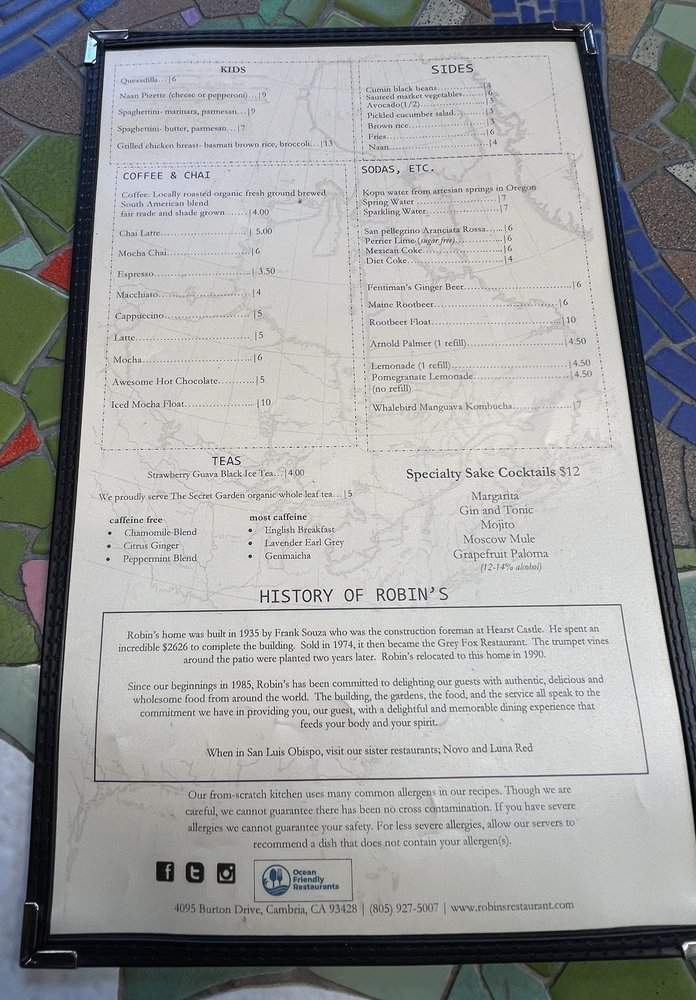 KIDS
Quesadilla...|6
Naan Pizette (cheese or pepperoni)...|9
Spaghettini- marinara, parmesan...|9
Spaghettini- butter, parmesan...|7
Grilled chicken breast- basmati brown rice, broccoli...|13
SIDES
Cumin black beans..................|4
Sauteed market vegetables.........|6
Avocado(1/2)....................|3
Pickled cucumber salad...........|3
Brown rice......................|3
Fries..........................|6
Naan..........................|4
COFFEE & CHAI
Coffee: Locally roasted organic fresh ground brewed
South American blend
fair trade and shade grown ......|4.00
Chai Latte........................| 5.00
Mocha Chai......................|6
Espresso..........................| 3.50
Macchiato........................|4
Cappuccino......................|5
Latte..............................|5
Mocha............................|6
Awesome Hot Chocolate..........|5
Iced Mocha Float..................|10
SODAS, ETC.
Kopu water from artesian springs in Oregon
Spring Water ....................|7
Sparkling Water...................|7
San pellegrino Aranciata Rossa.....|6
Perrier Lime (sugar free)............|6
Mexican Coke.....................|6
Diet Coke.........................|4
Fentiman's Ginger Beer...........................|6
Maine Rootbeer................................|6
Rootbeer Float.................................|10
Arnold Palmer (1 refill)..........................|4.50
Lemonade (1 refill)..............................|4.50
Pomegranate Lemonade.........................|4.50
(no refill)
Whalebird Manguava Kombucha...............|7
TEAS
Strawberry Guava Black Ice Tea...|4.00
We proudly serve The Secret Garden organic whole leaf tea...|5
caffeine free
• Chamomile Blend
• Citrus Ginger
• Peppermint Blend
most caffeine
• English Breakfast
• Lavender Earl Grey
• Genmaicha
Specialty Sake Cocktails $12
Margarita
Gin and Tonic
Mojito
Moscow Mule
Grapefruit Paloma
(12-14% alcohol)
HISTORY OF ROBIN'S
Robin's home was built in 1935 by Frank Souza who was the construction foreman at Hearst Castle. He spent an
incredible $2626 to complete the building. Sold in 1974, it then became the Grey Fox Restaurant. The trumpet vines
around the patio were planted two years later. Robin's relocated to this home in 1990.
Since our beginnings in 1985, Robin's has been committed to delighting our guests with authentic, delicious and
wholesome food from around the world. The building, the gardens, the food, and the service all speak to the
commitment we have in providing you, our guest, with a delightful and memorable dining experience that
feeds your body and your spirit.
When in San Luis Obispo, visit our sister restaurants; Novo and Luna Red
Our from-scratch kitchen uses many common allergens in our recipes. Though we are
careful, we cannot guarantee there has been no cross contamination. If you have severe
allergies we cannot guarantee your safety. For less severe allergies, allow our servers to
recommend a dish that does not contain your allergen(s).
Ocean
Friendly
Restaurants
4095 Burton Drive, Cambria, CA 93428 | (805) 927-5007 | www.robinsrestaurant.com